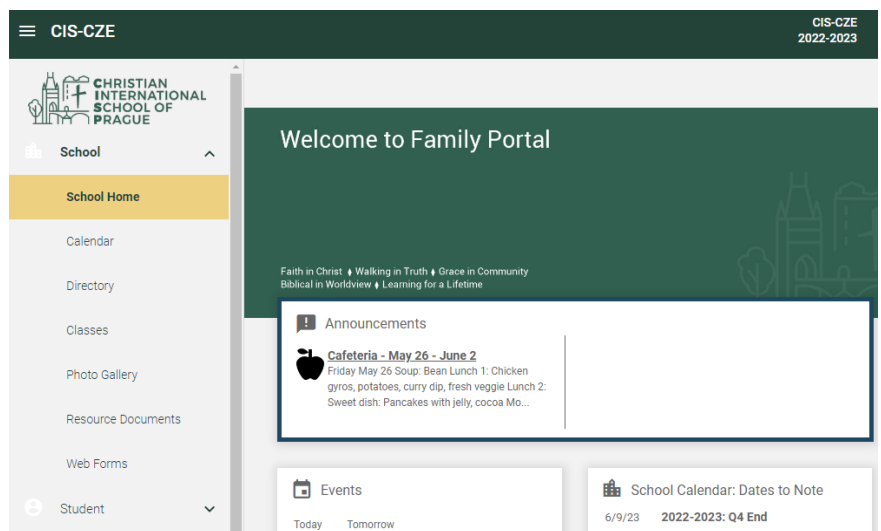 CIS-CZE
CIS-CZE
2022-2023
CHRISTIAN
INTERNATIONAL
SCHOOL OF
PRAGUE
School
School Home
Calendar
Directory
Classes
Photo Gallery
Resource Documents
Web Forms
Student
Welcome to Family Portal
Faith in Christ ♦ Walking in Truth ♦ Grace in Community
Biblical in Worldview ♦ Learning for a Lifetime
Announcements
Cafeteria - May 26 - June 2
Friday May 26 Soup: Bean Lunch 1: Chicken
gyros, potatoes, curry dip, fresh veggie Lunch 2:
Sweet dish: Pancakes with jelly, cocoa Mo...
Events
Today Tomorrow
School Calendar: Dates to Note
6/9/23 2022-2023: Q4 End